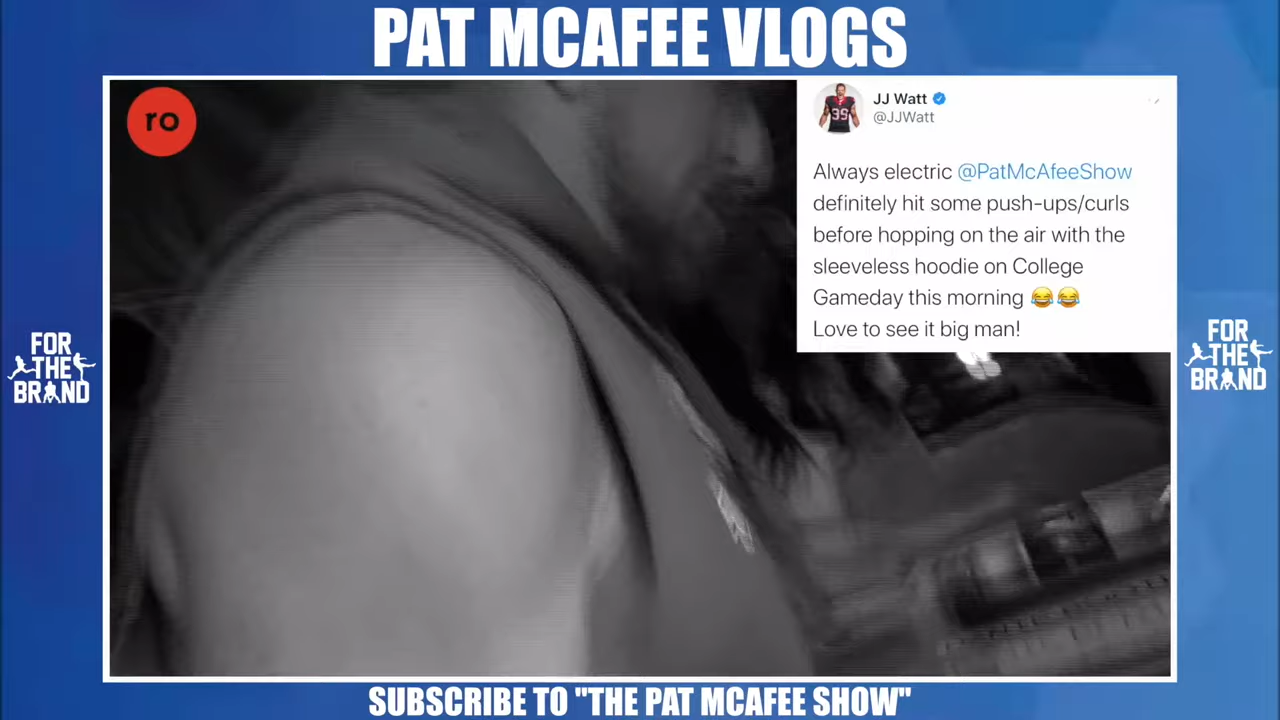 PAT MCAFEE VLOGS
ro
JJ Watt
@JJWatt
Always electric @PatMcAfeeShow
definitely hit some push-ups/curls
before hopping on the air with the
sleeveless hoodie on College
Gameday this morning 😂😂
Love to see it big man!
FOR
THE
BRAND
FOR
THE
BRAND
SUBSCRIBE TO "THE PAT MCAFEE SHOW"